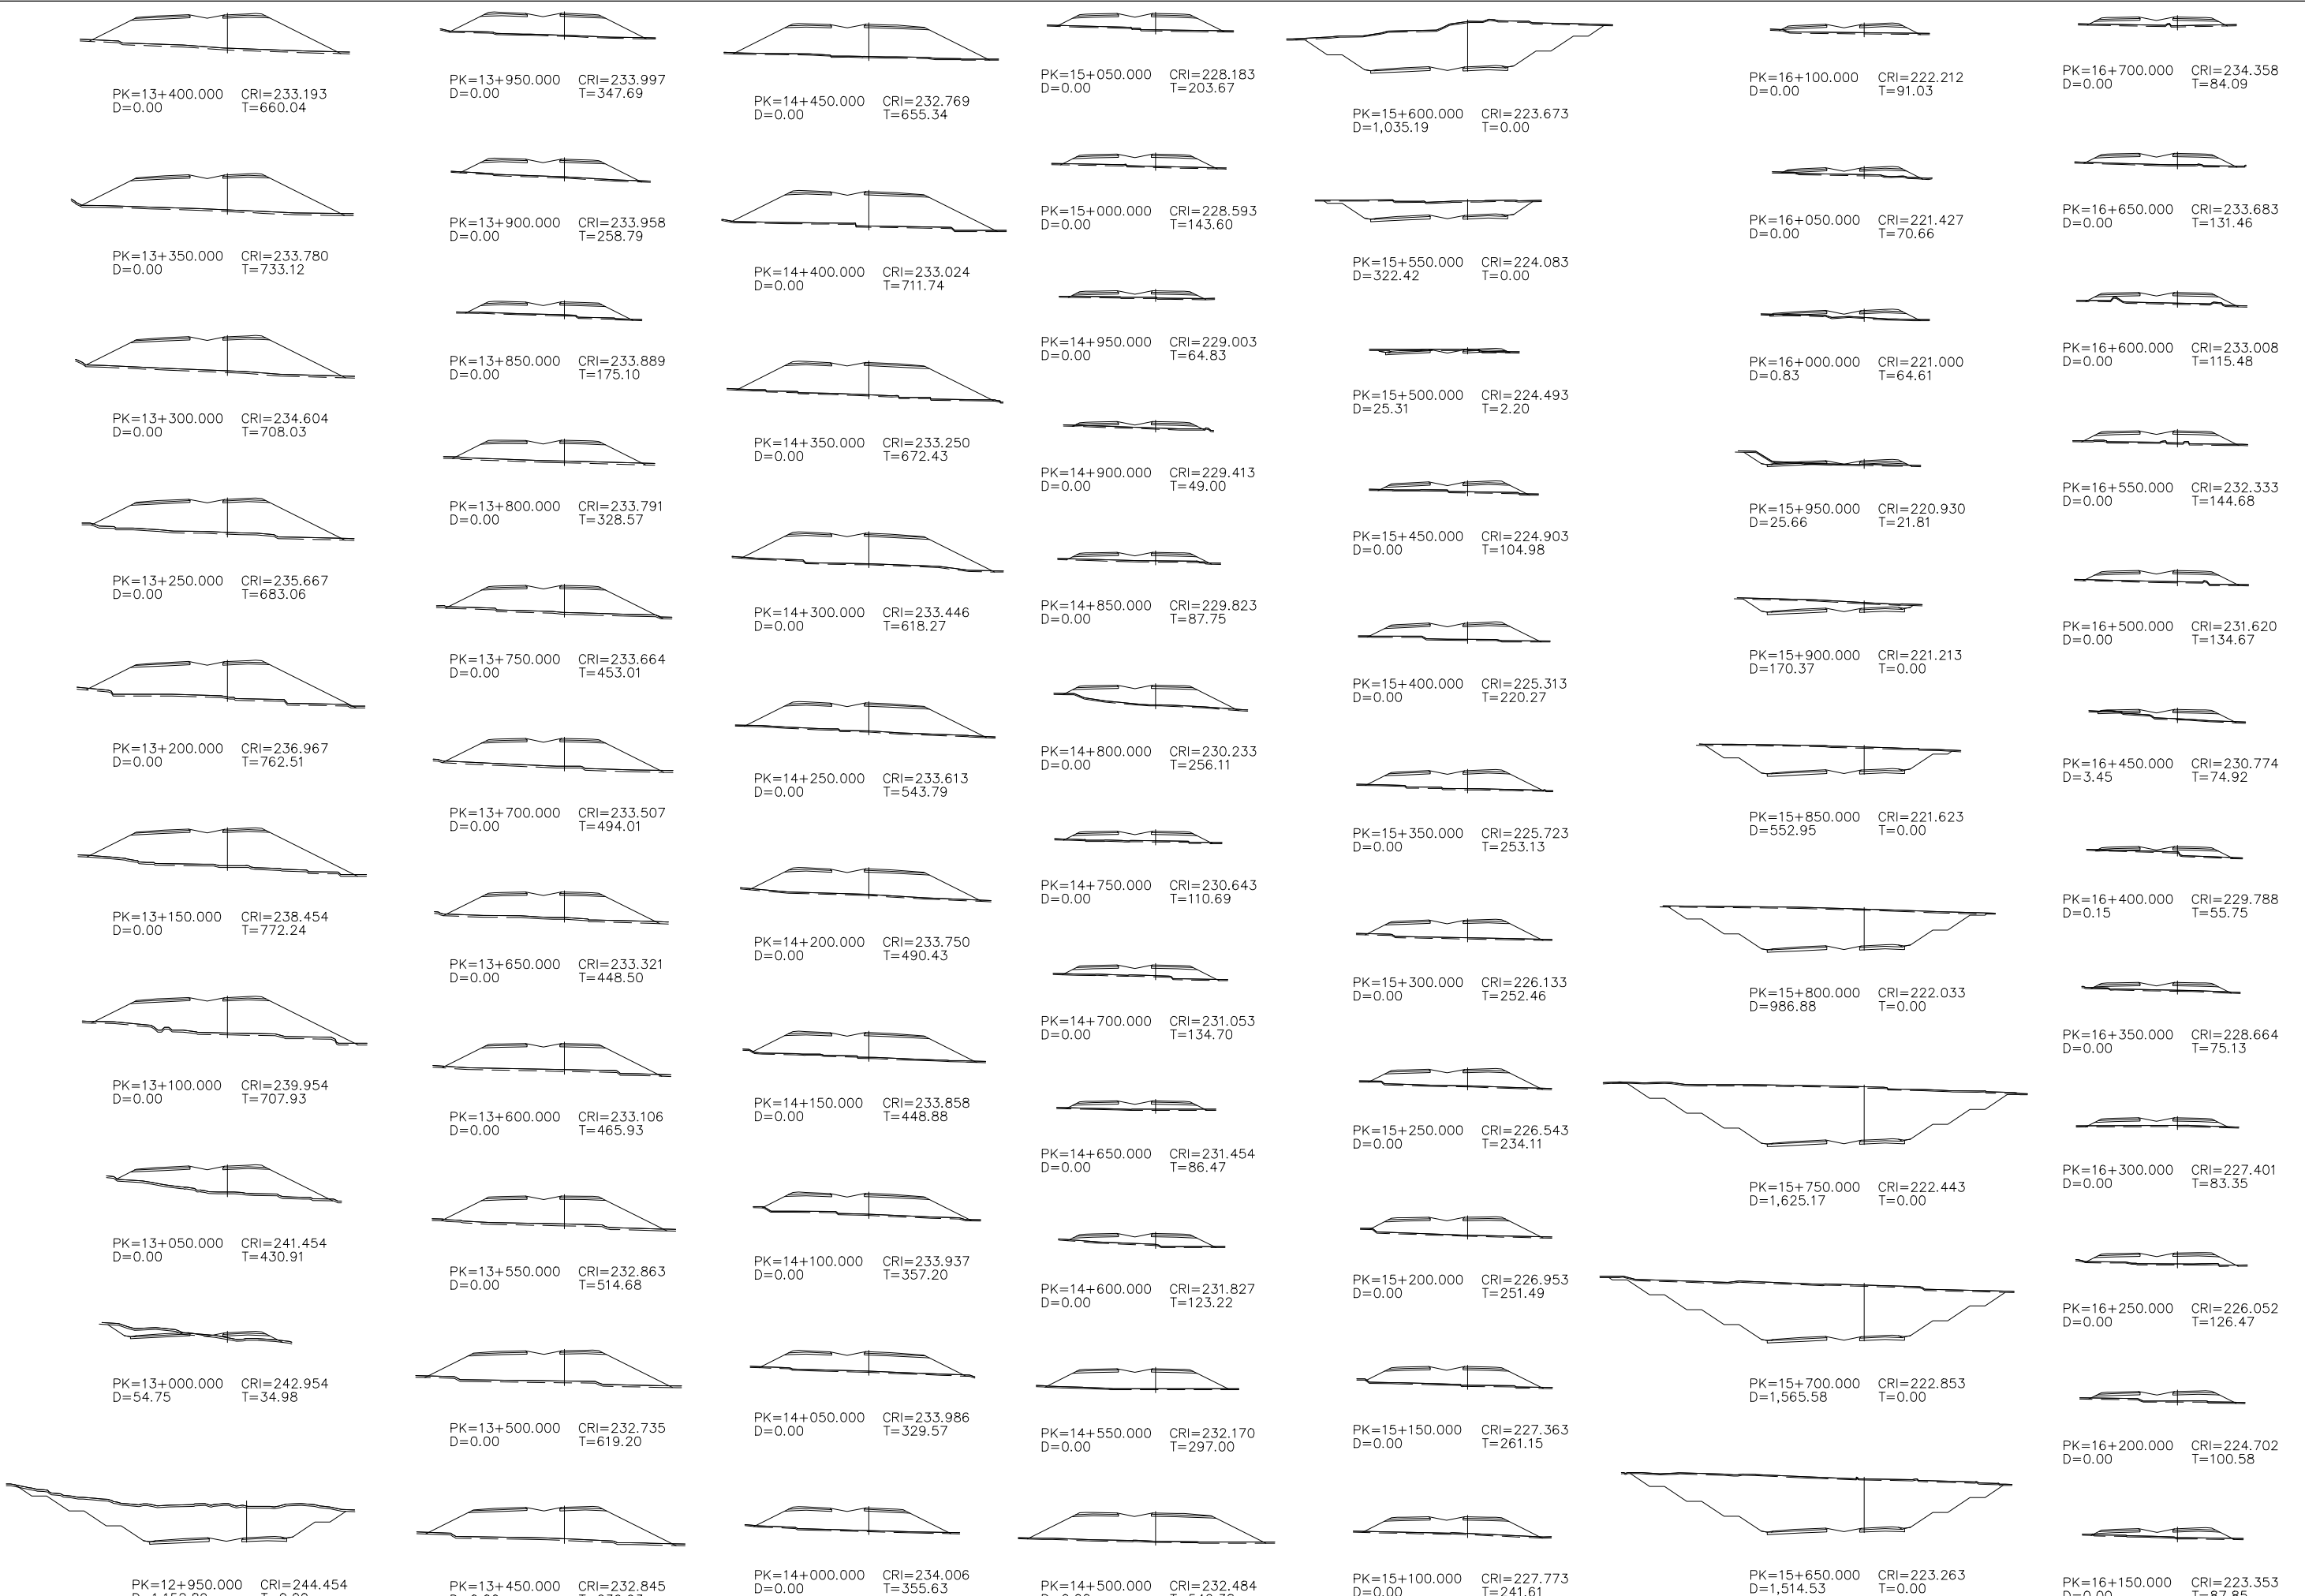 PK=13+400.000 CRI=233.193
D=0.00 T=660.04
PK=13+350.000 CRI=233.780
D=0.00 T=733.12
PK=13+300.000 CRI=234.604
D=0.00 T=708.03
PK=13+250.000 CRI=235.667
D=0.00 T=683.06
PK=13+200.000 CRI=236.967
D=0.00 T=762.51
PK=13+150.000 CRI=238.454
D=0.00 T=772.24
PK=13+100.000 CRI=239.954
D=0.00 T=707.93
PK=13+050.000 CRI=241.454
D=0.00 T=430.91
PK=13+000.000 CRI=242.954
D=54.75 T=34.98
PK=12+950.000 CRI=244.454
PK=13+950.000 CRI=233.997
D=0.00 T=347.69
PK=13+900.000 CRI=233.958
D=0.00 T=258.79
PK=13+850.000 CRI=233.889
D=0.00 T=175.10
PK=13+800.000 CRI=233.791
D=0.00 T=328.57
PK=13+750.000 CRI=233.664
D=0.00 T=453.01
PK=13+700.000 CRI=233.507
D=0.00 T=494.01
PK=13+650.000 CRI=233.321
D=0.00 T=448.50
PK=13+600.000 CRI=233.106
D=0.00 T=465.93
PK=13+550.000 CRI=232.863
D=0.00 T=514.68
PK=13+500.000 CRI=232.735
D=0.00 T=619.20
PK=13+450.000 CRI=232.845
PK=14+450.000 CRI=232.769
D=0.00 T=655.34
PK=14+400.000 CRI=233.024
D=0.00 T=711.74
PK=14+350.000 CRI=233.250
D=0.00 T=672.43
PK=14+300.000 CRI=233.446
D=0.00 T=618.27
PK=14+250.000 CRI=233.613
D=0.00 T=543.79
PK=14+200.000 CRI=233.750
D=0.00 T=490.43
PK=14+150.000 CRI=233.858
D=0.00 T=448.88
PK=14+100.000 CRI=233.937
D=0.00 T=357.20
PK=14+050.000 CRI=233.986
D=0.00 T=329.57
PK=14+000.000 CRI=234.006
D=0.00 T=355.63
PK=15+050.000 CRI=228.183
D=0.00 T=203.67
PK=15+000.000 CRI=228.593
D=0.00 T=143.60
PK=14+950.000 CRI=229.003
D=0.00 T=64.83
PK=14+900.000 CRI=229.413
D=0.00 T=49.00
PK=14+850.000 CRI=229.823
D=0.00 T=87.75
PK=14+800.000 CRI=230.233
D=0.00 T=256.11
PK=14+750.000 CRI=230.643
D=0.00 T=110.69
PK=14+700.000 CRI=231.053
D=0.00 T=134.70
PK=14+650.000 CRI=231.454
D=0.00 T=86.47
PK=14+600.000 CRI=231.827
D=0.00 T=123.22
PK=14+550.000 CRI=232.170
D=0.00 T=297.00
PK=14+500.000 CRI=232.484
PK=15+600.000 CRI=223.673
D=1,035.19 T=0.00
PK=15+550.000 CRI=224.083
D=322.42 T=0.00
PK=15+500.000 CRI=224.493
D=25.31 T=2.20
PK=15+450.000 CRI=224.903
D=0.00 T=104.98
PK=15+400.000 CRI=225.313
D=0.00 T=220.27
PK=15+350.000 CRI=225.723
D=0.00 T=253.13
PK=15+300.000 CRI=226.133
D=0.00 T=252.46
PK=15+250.000 CRI=226.543
D=0.00 T=234.11
PK=15+200.000 CRI=226.953
D=0.00 T=251.49
PK=15+150.000 CRI=227.363
D=0.00 T=261.15
PK=15+100.000 CRI=227.773
D=0.00 T=241.61
PK=16+100.000 CRI=222.212
D=0.00 T=91.03
PK=16+050.000 CRI=221.427
D=0.00 T=70.66
PK=16+000.000 CRI=221.000
D=0.83 T=64.61
PK=15+950.000 CRI=220.930
D=25.66 T=21.81
PK=15+900.000 CRI=221.213
D=170.37 T=0.00
PK=15+850.000 CRI=221.623
D=552.95 T=0.00
PK=15+800.000 CRI=222.033
D=986.88 T=0.00
PK=15+750.000 CRI=222.443
D=1,625.17 T=0.00
PK=15+700.000 CRI=222.853
D=1,565.58 T=0.00
PK=15+650.000 CRI=223.263
D=1,514.53 T=0.00
PK=16+700.000 CRI=234.358
D=0.00 T=84.09
PK=16+650.000 CRI=233.683
D=0.00 T=131.46
PK=16+600.000 CRI=233.008
D=0.00 T=115.48
PK=16+550.000 CRI=232.333
D=0.00 T=144.68
PK=16+500.000 CRI=231.620
D=0.00 T=134.67
PK=16+450.000 CRI=230.774
D=3.45 T=74.92
PK=16+400.000 CRI=229.788
D=0.15 T=55.75
PK=16+350.000 CRI=228.664
D=0.00 T=75.13
PK=16+300.000 CRI=227.401
D=0.00 T=83.35
PK=16+250.000 CRI=226.052
D=0.00 T=126.47
PK=16+200.000 CRI=224.702
D=0.00 T=100.58
PK=16+150.000 CRI=223.353